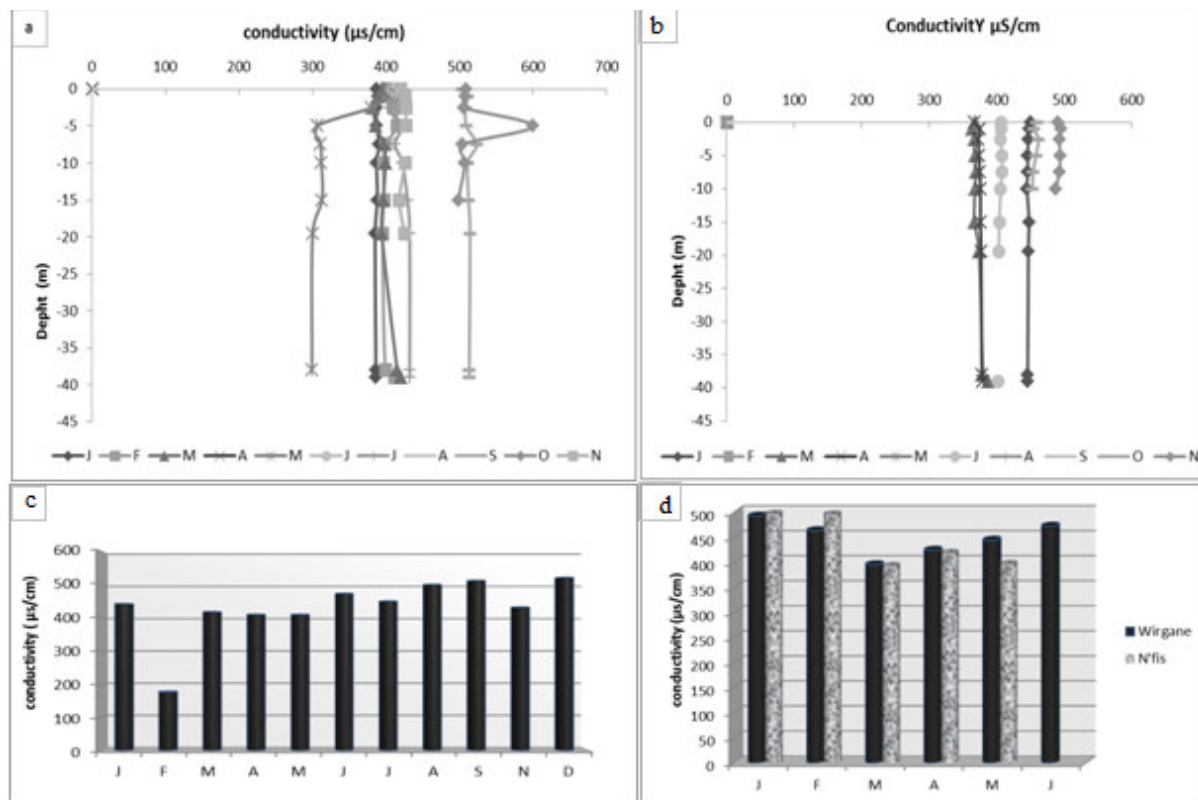 a
conductivity (µs/cm)
0 100 200 300 400 500 600 700
0
-5
-10
-15
-20
-25
-30
-35
-40
-45
Depht (m)
J F M A M J J A S O N
b
ConductivitY µS/cm
0 100 200 300 400 500 600
0
-5
-10
-15
-20
-25
-30
-35
-40
-45
Depht (m)
J F M A M J A S O N
c
600
500
400
300
200
100
0
conductivity ( µs/cm)
J F M A M J J A S N D
d
500
450
400
350
300
250
200
150
100
50
0
conductivity (µs/cm)
J F M A M J
Wirgane
N'fis